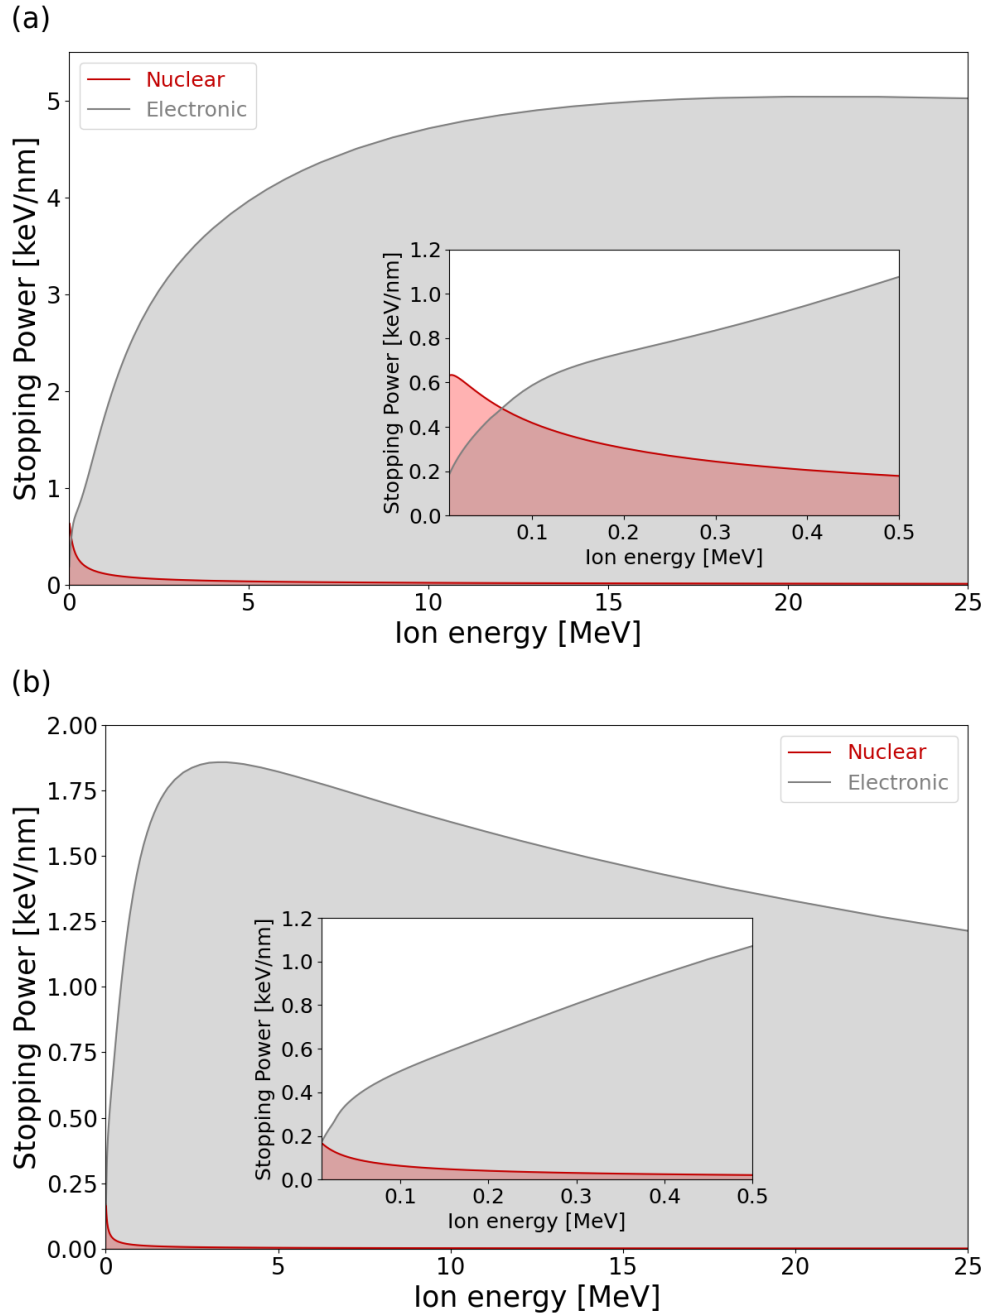 (a)
Nuclear
Electronic
Stopping Power [keV/nm]
5
4
3
2
1
0
0 5 10 15 20 25
Ion energy [MeV]
Stopping Power [keV/nm]
1.2
1.0
0.8
0.6
0.4
0.2
0.0
0.1 0.2 0.3 0.4 0.5
Ion energy [MeV]
(b)
Nuclear
Electronic
Stopping Power [keV/nm]
2.00
1.75
1.50
1.25
1.00
0.75
0.50
0.25
0.00
0 5 10 15 20 25
Ion energy [MeV]
Stopping Power [keV/nm]
1.2
1.0
0.8
0.6
0.4
0.2
0.0
0.1 0.2 0.3 0.4 0.5
Ion energy [MeV]